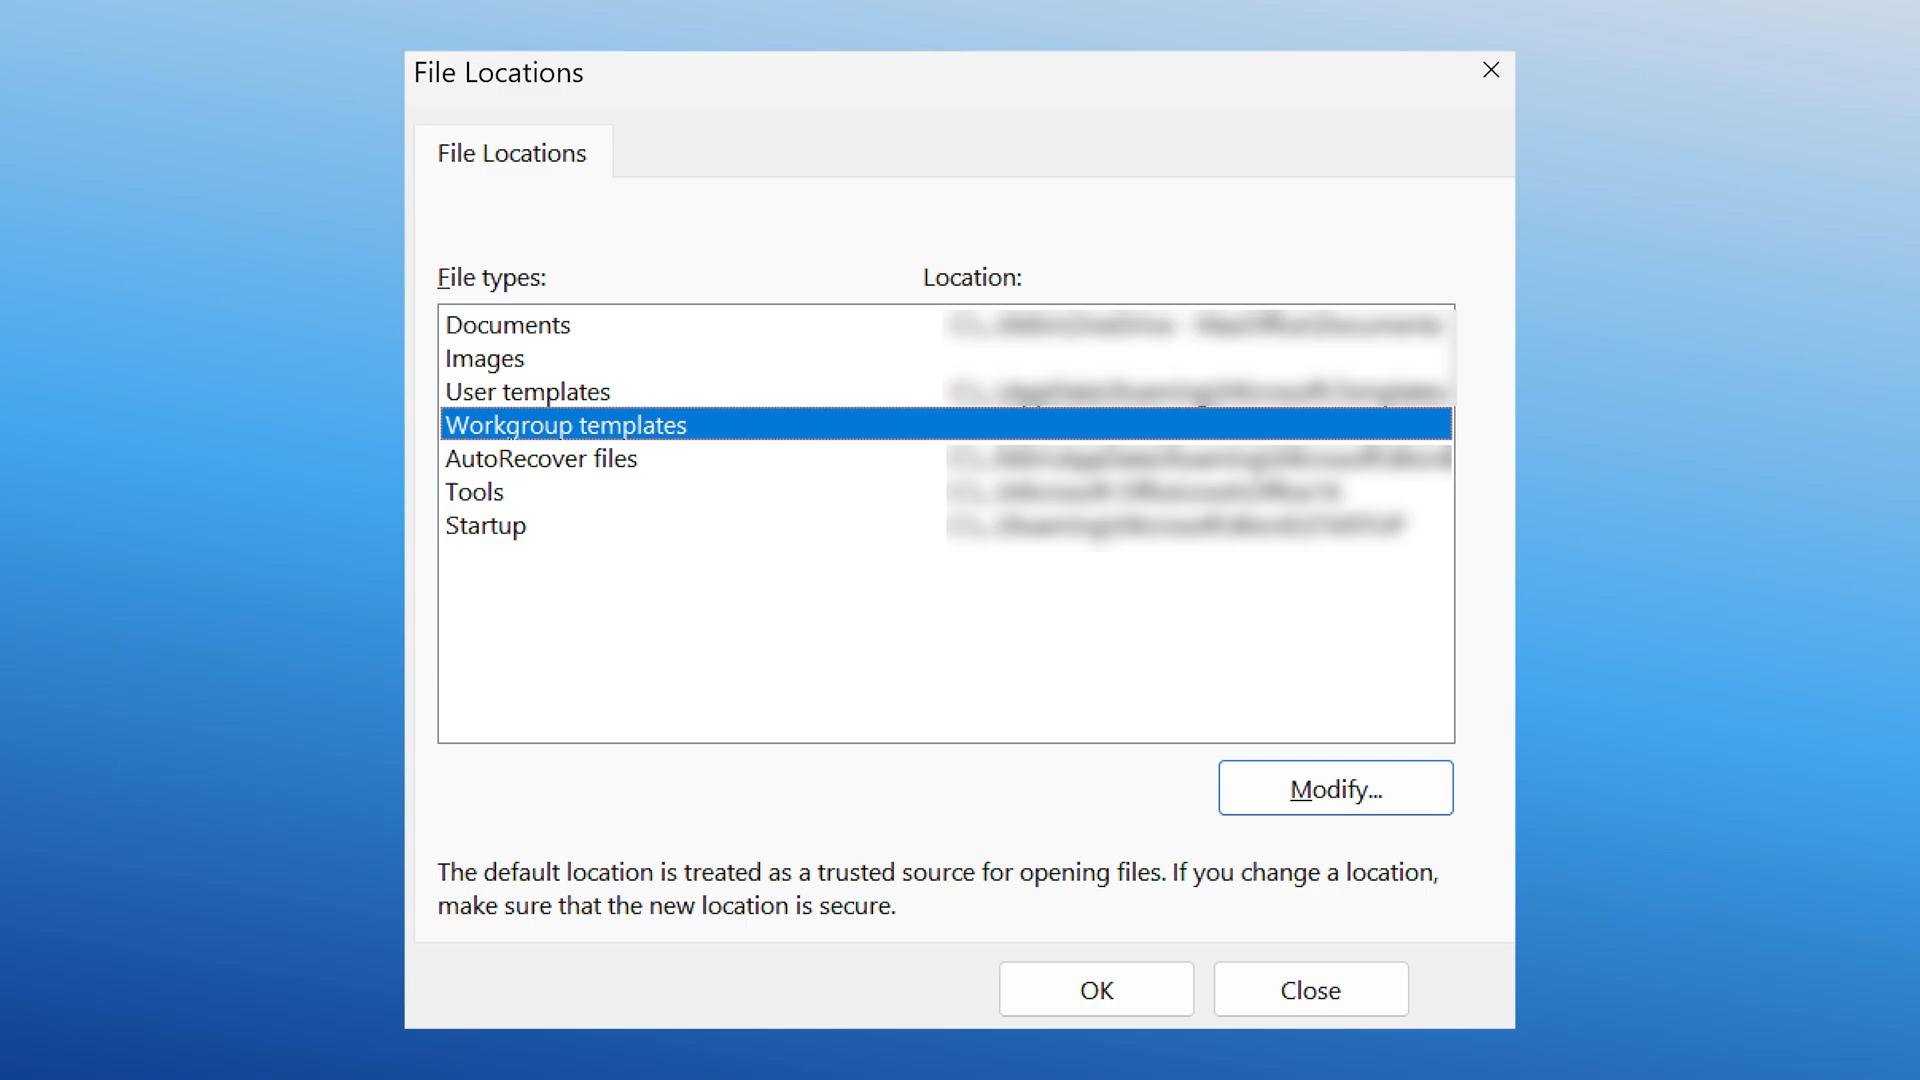 File Locations
File Locations
File types: Location:
Documents
Images
User templates
Workgroup templates
AutoRecover files
Tools
Startup
Modify...
The default location is treated as a trusted source for opening files. If you change a location,
make sure that the new location is secure.
OK Close